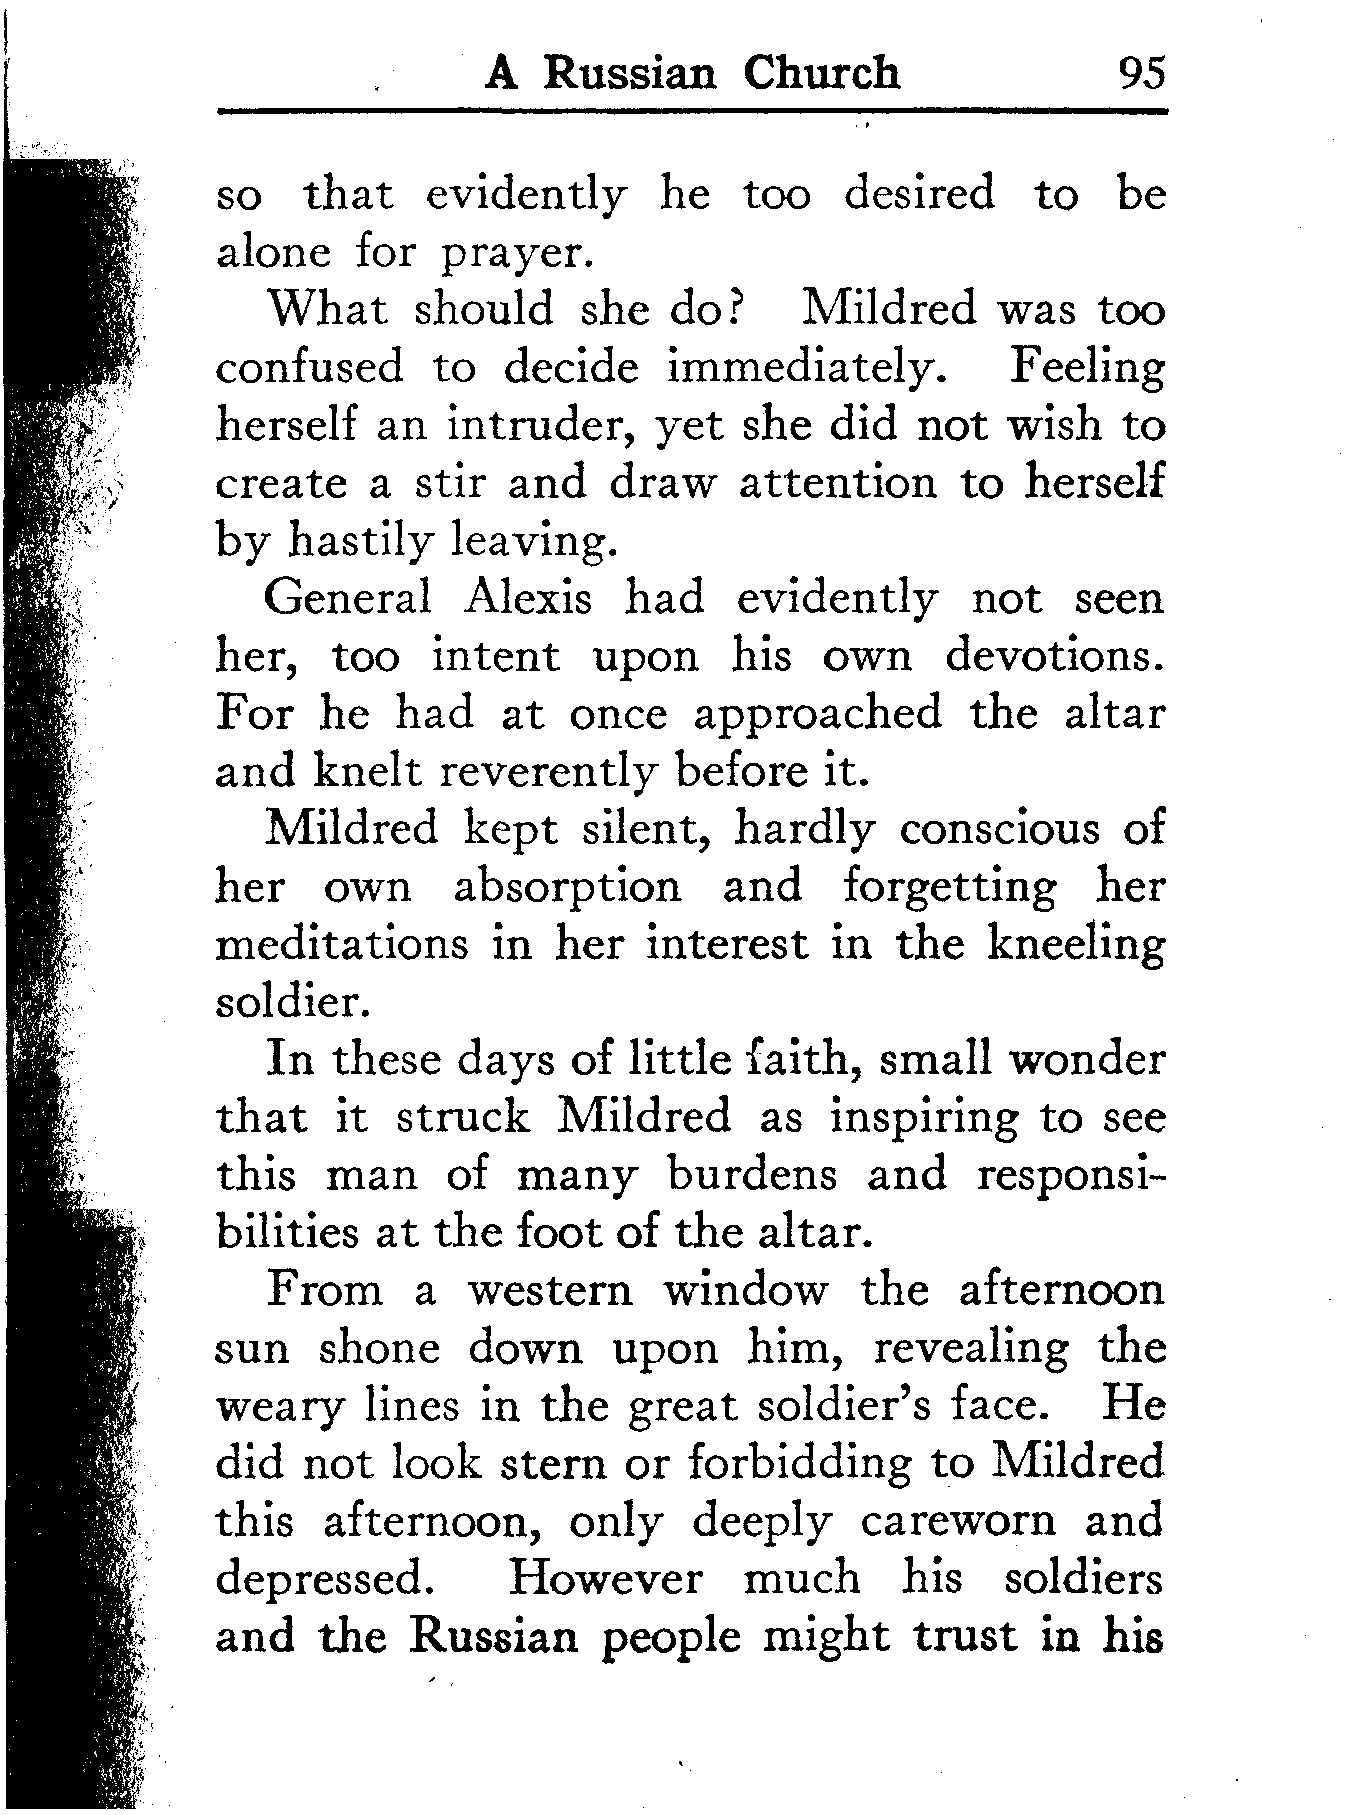 A Russian Church 95
so that evidently he too desired to be
alone for prayer.
What should she do? Mildred was too
confused to decide immediately. Feeling
herself an intruder, yet she did not wish to
create a stir and draw attention to herself
by hastily leaving.
General Alexis had evidently not seen
her, too intent upon his own devotions.
For he had at once approached the altar
and knelt reverently before it.
Mildred kept silent, hardly conscious of
her own absorption and forgetting her
meditations in her interest in the kneeling
soldier.
In these days of little faith, small wonder
that it struck Mildred as inspiring to see
this man of many burdens and responsi-
bilities at the foot of the altar.
From a western window the afternoon
sun shone down upon him, revealing the
weary lines in the great soldier's face. He
did not look stern or forbidding to Mildred
this afternoon, only deeply careworn and
depressed. However much his soldiers
and the Russian people might trust in his